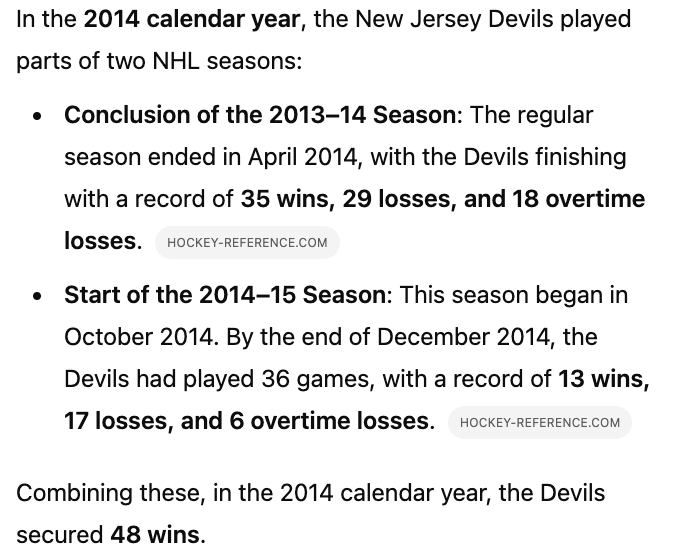 In the 2014 calendar year, the New Jersey Devils played
parts of two NHL seasons:
• Conclusion of the 2013–14 Season: The regular
season ended in April 2014, with the Devils finishing
with a record of 35 wins, 29 losses, and 18 overtime
losses. HOCKEY-REFERENCE.COM
• Start of the 2014–15 Season: This season began in
October 2014. By the end of December 2014, the
Devils had played 36 games, with a record of 13 wins,
17 losses, and 6 overtime losses. HOCKEY-REFERENCE.COM
Combining these, in the 2014 calendar year, the Devils
secured 48 wins.